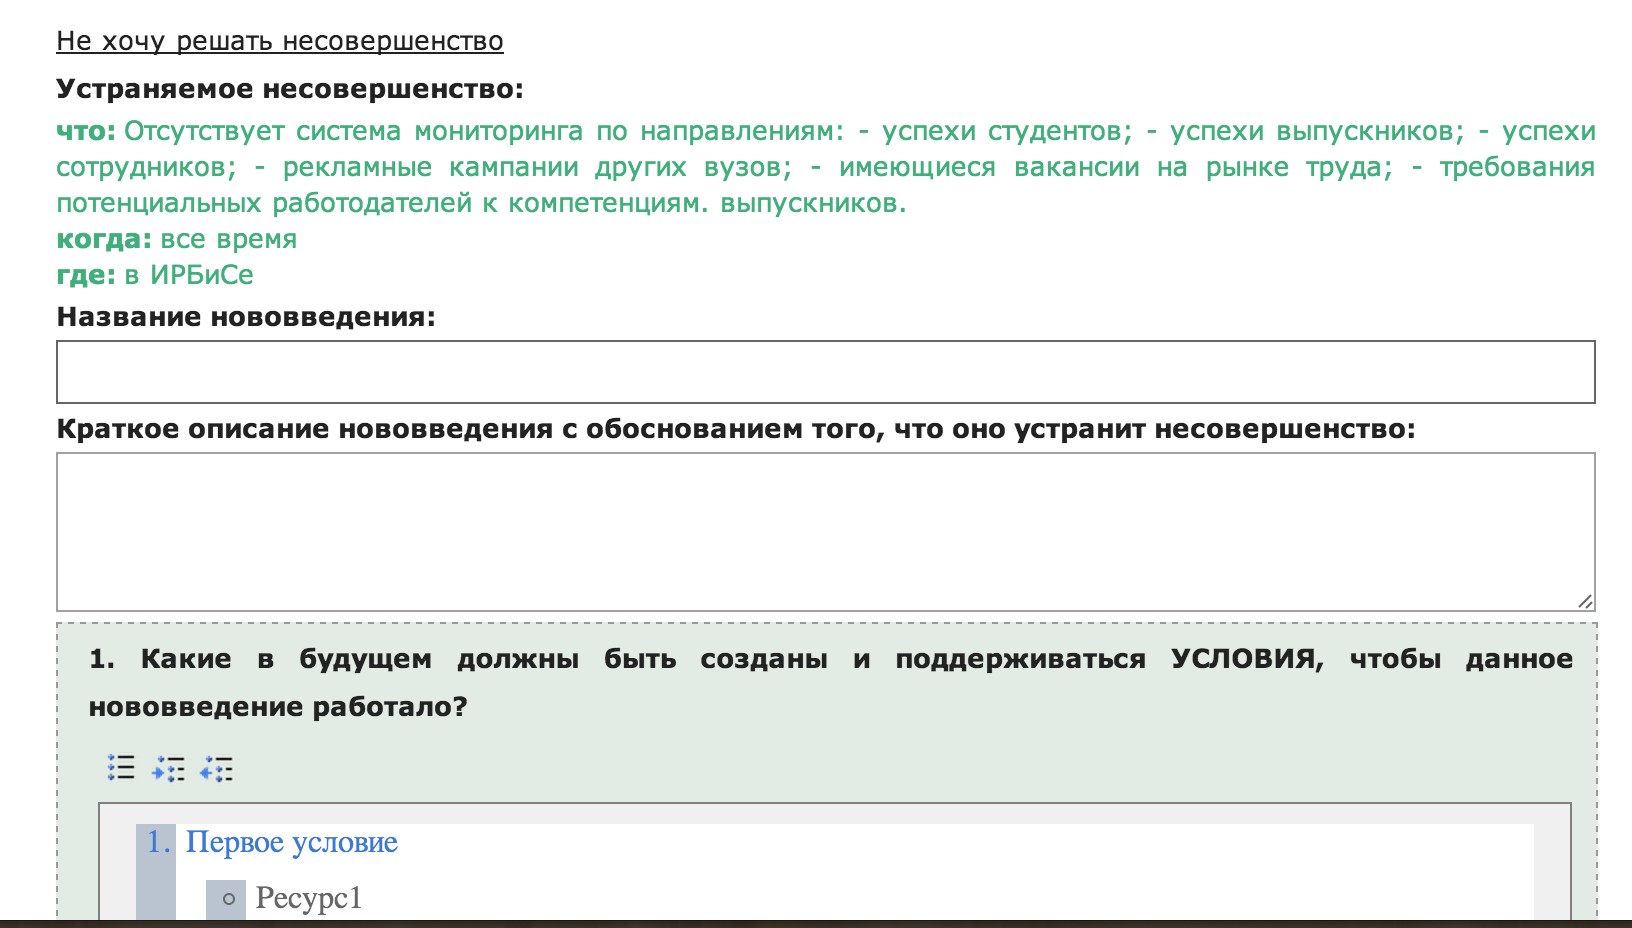 Не хочу решать несовершенство
Устраняемое несовершенство:
что: Отсутствует система мониторинга по направлениям: - успехи студентов; - успехи выпускников; - успехи
сотрудников; - рекламные кампании других вузов; - имеющиеся вакансии на рынке труда; - требования
потенциальных работодателей к компетенциям. выпускников.
когда: все время
где: в ИРБиСе
Название нововведения:
Краткое описание нововведения с обоснованием того, что оно устранит несовершенство:
1. Какие в будущем должны быть созданы и поддерживаться УСЛОВИЯ, чтобы данное
нововведение работало?
1. Первое условие
Ресурс1